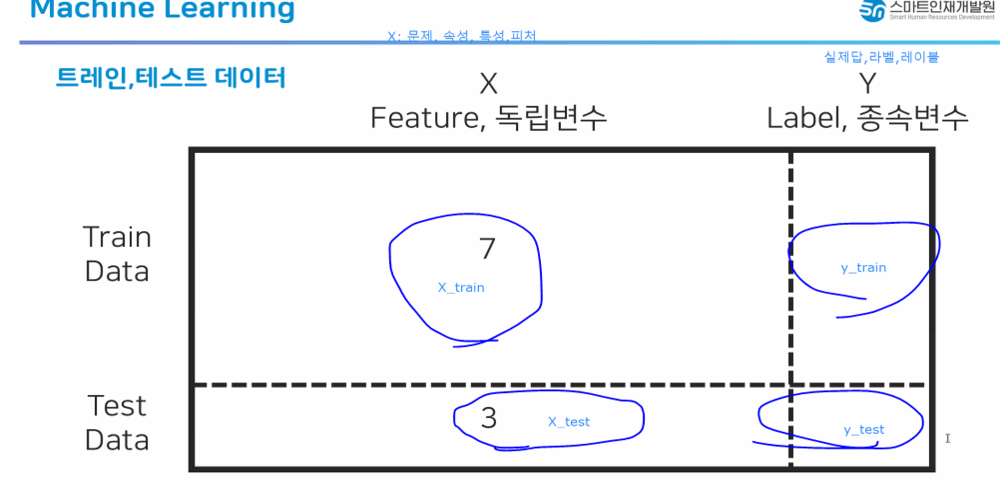 Machine Learning
스마트인재개발원
Smart Human Resources Development
X: 문제, 속성, 특성,피처
실제답,라벨,레이블
트레인,테스트 데이터
X
Y
Feature, 독립변수
Label, 종속변수
Train
Data
7
X_train
y_train
Test
Data
3
X_test
y_test